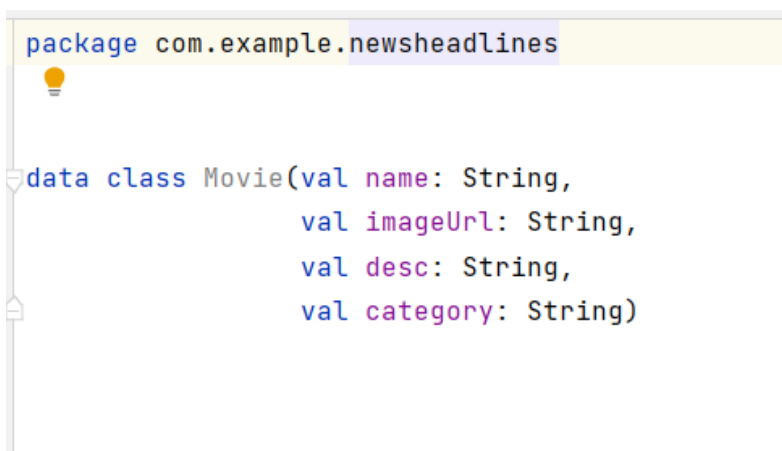 package com.example.newsheadlines
data class Movie(val name: String,
val imageUrl: String,
val desc: String,
val category: String)